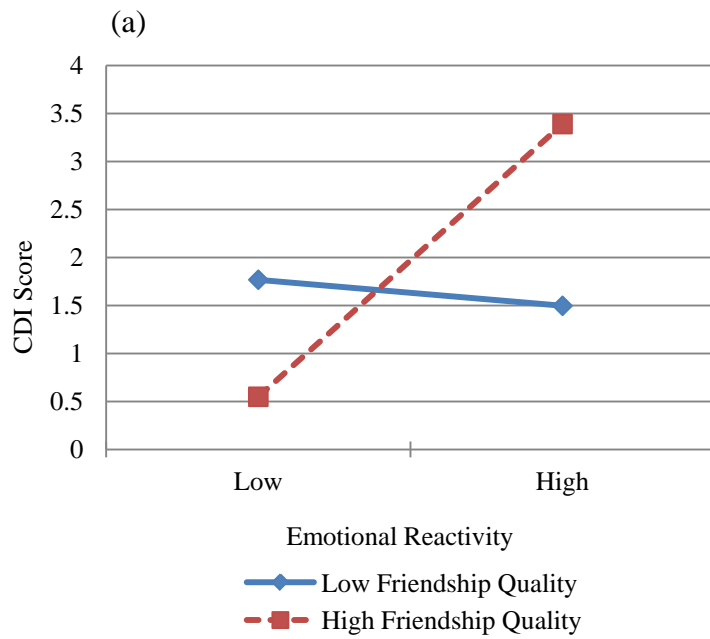 (a)
4
3.5
3
2.5
2
1.5
1
0.5
0
CDI Score
Low High
Emotional Reactivity
Low Friendship Quality
High Friendship Quality